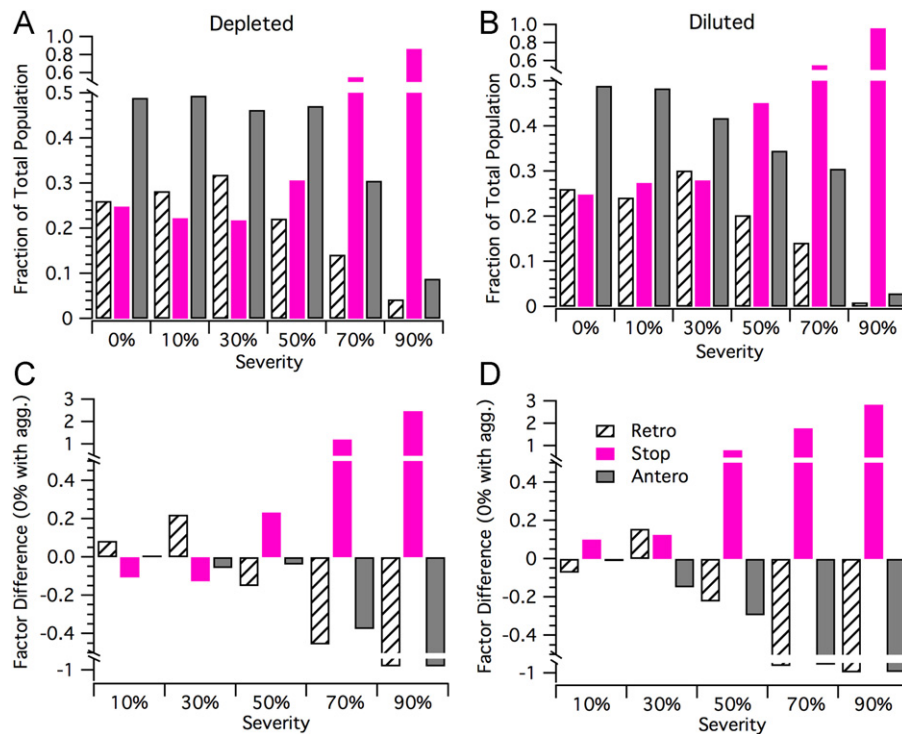 A
Depleted
Fraction of Total Population
1.0
0.8
0.6
0.5
0.4
0.3
0.2
0.1
0
0% 10% 30% 50% 70% 90%
Severity
B
Diluted
Fraction of Total Population
1.0
0.8
0.6
0.5
0.4
0.3
0.2
0.1
0
0% 10% 30% 50% 70% 90%
Severity
C
Factor Difference (0% with agg.)
3
2
1
0.2
0.0
-0.2
-0.4
-1
10% 30% 50% 70% 90%
Severity
D
Factor Difference (0% with agg.)
3
2
1
0.4
0.2
0
-0.2
-0.4
-1
Retro
Stop
Antero
10% 30% 50% 70% 90%
Severity